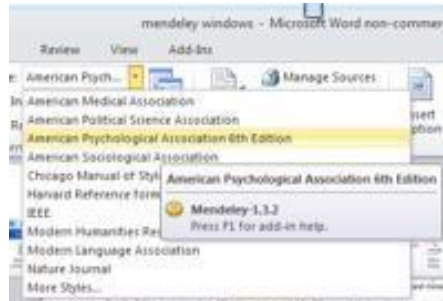 mendeley windows - Microsoft Word non-commer
Review View Add-Ins
American Psych... Manage Sources
American Medical Association
American Political Science Association
American Psychological Association 6th Edition
American Sociological Association
Chicago Manual of Styl
American Psychological Association 6th Edition
Harvard Reference form
IEEE
Mendeley-1.3.2
Press F1 for add-in help.
Modern Humanities Res
Modern Language Association
Nature Journal
More Styles...